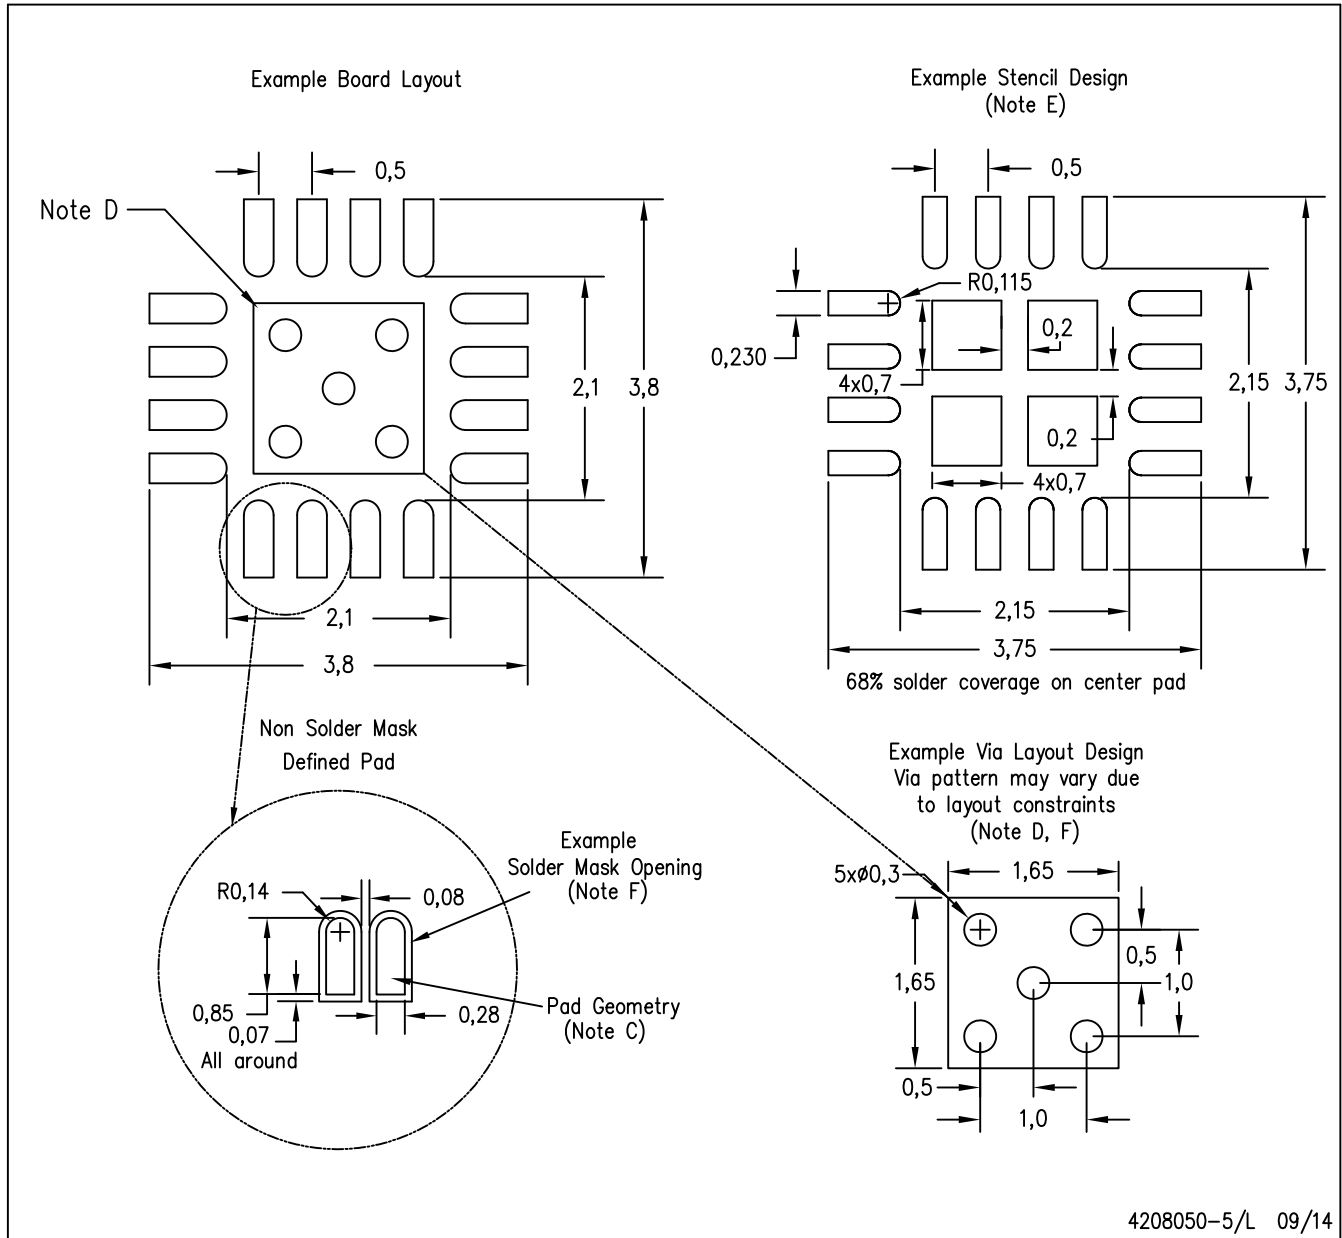 Example Board Layout
0,5
Note D
2,1
3,8
2,1
3,8
Example Stencil Design
(Note E)
0,5
R0,115
0,230
4x0,7
0,2
0,2
4x0,7
2,15
3,75
2,15
3,75
68% solder coverage on center pad
Non Solder Mask
Defined Pad
Example
Solder Mask Opening
(Note F)
R0,14
0,08
0,85
0,07
All around
0,28
Pad Geometry
(Note C)
Example Via Layout Design
Via pattern may vary due
to layout constraints
(Note D, F)
5xø0,3
1,65
1,65
0,5
1,0
0,5
1,0
4208050-5/L 09/14